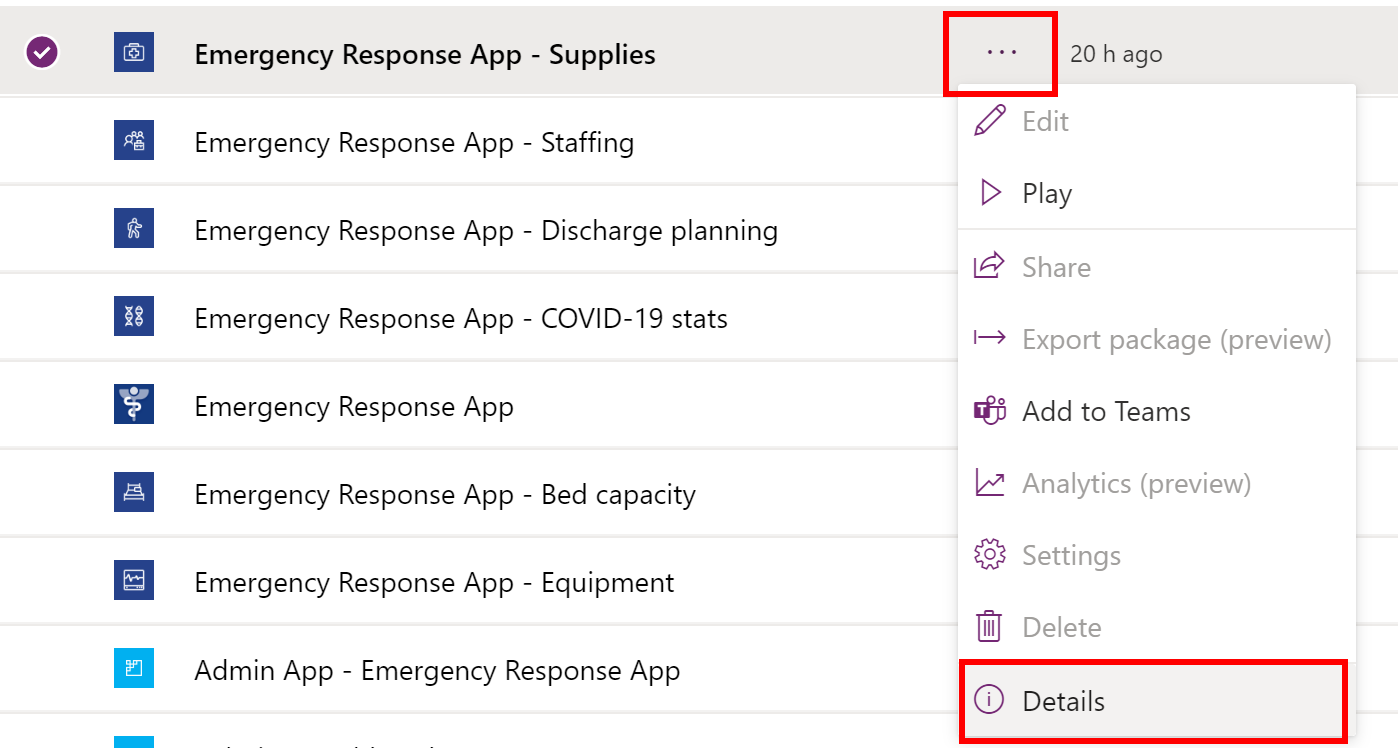 Emergency Response App - Supplies
··· 20 h ago
Emergency Response App - Staffing
Emergency Response App - Discharge planning
Emergency Response App - COVID-19 stats
Emergency Response App
Emergency Response App - Bed capacity
Emergency Response App - Equipment
Admin App - Emergency Response App
Edit
Play
Share
Export package (preview)
Add to Teams
Analytics (preview)
Settings
Delete
Details